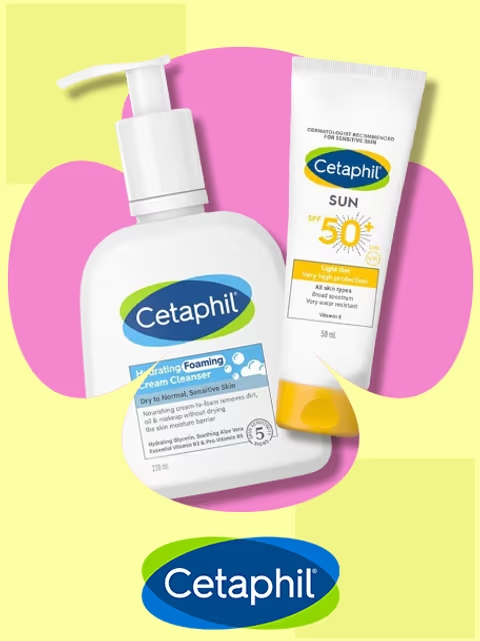 Cetaphil®
Hydrating Foaming
Cream Cleanser
Dry to Normal, Sensitive Skin
Nourishing cream-to-foam removes dirt,
oil & makeup without drying
the skin moisture barrier
Hydrating Glycerin, Soothing Aloe Vera
Essential Vitamin B3 & Pro-Vitamin B5
5
236 mL
DERMATOLOGIST RECOMMENDED
FOR SENSITIVE SKIN
Cetaphil®
SUN
SPF 50+
Light Gel
Very high protection
All skin types
Broad spectrum
Very water resistant
Vitamin E
50 mL
Cetaphil®